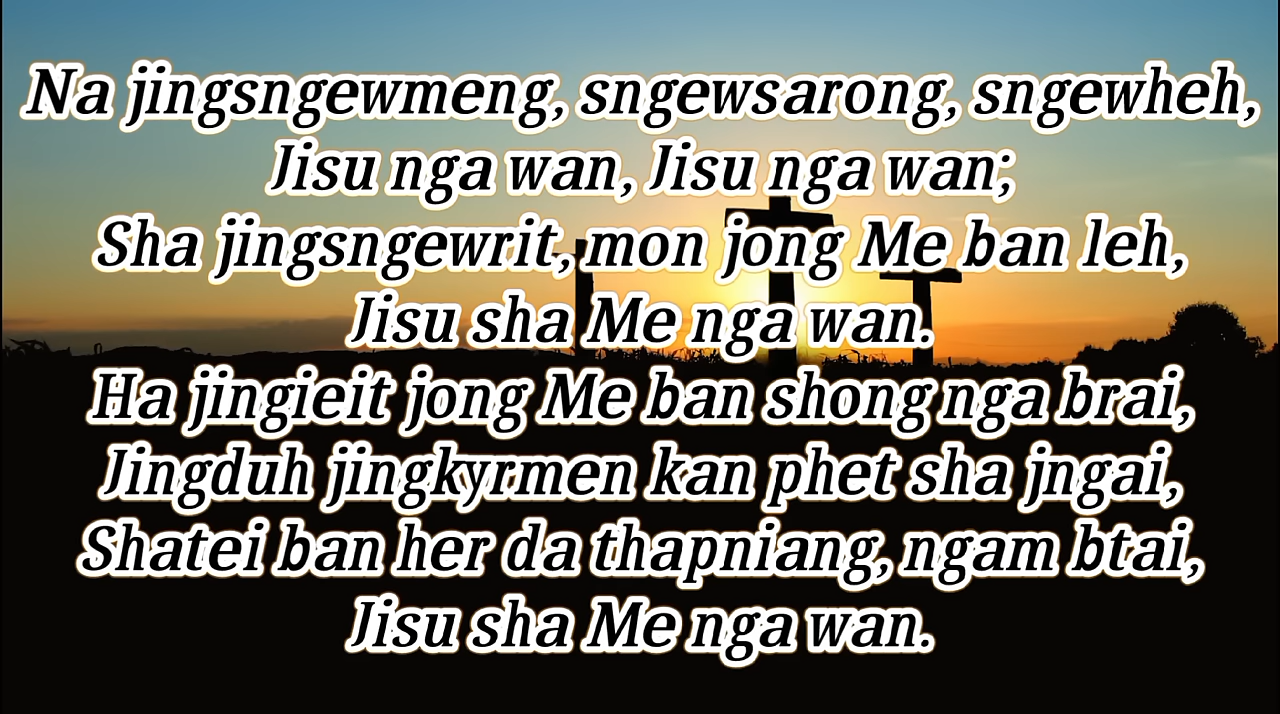 Na jingsngewmeng, sngewsarong, sngewheh,
Jisu nga wan, Jisu nga wan;
Sha jingsngewrit, mon jong Me ban leh,
Jisu sha Me nga wan.
Ha jingieit jong Me ban shong nga brai,
Jingduh jingkyrmen kan phet sha jngai,
Shatei ban her da thapniang, ngam btai,
Jisu sha Me nga wan.